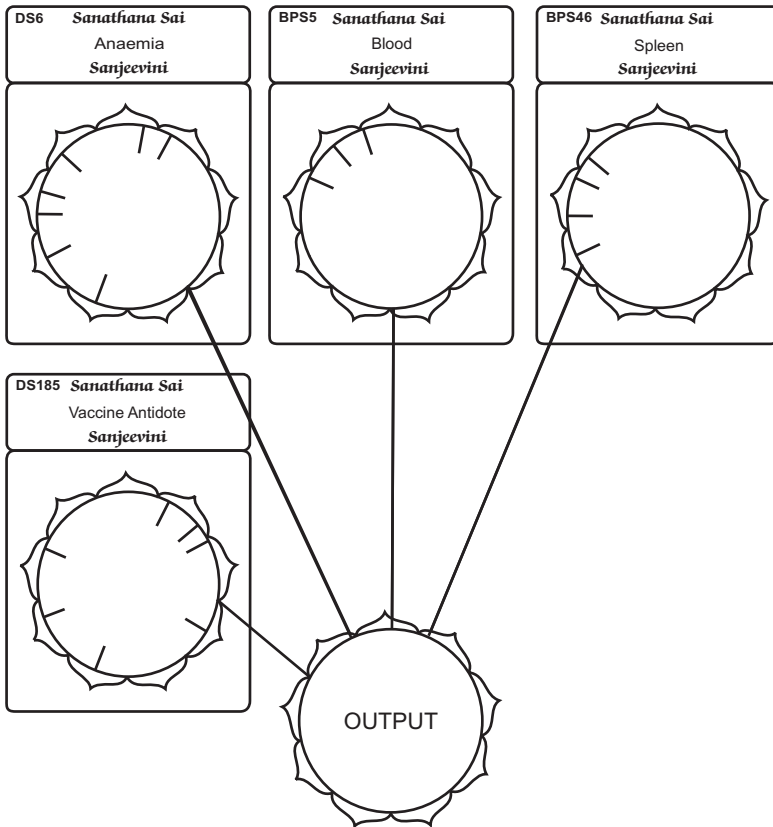 DS6 Sanathana Sai
Anaemia
Sanjeevini
BPS5 Sanathana Sai
Blood
Sanjeevini
BPS46 Sanathana Sai
Spleen
Sanjeevini
DS185 Sanathana Sai
Vaccine Antidote
Sanjeevini
OUTPUT